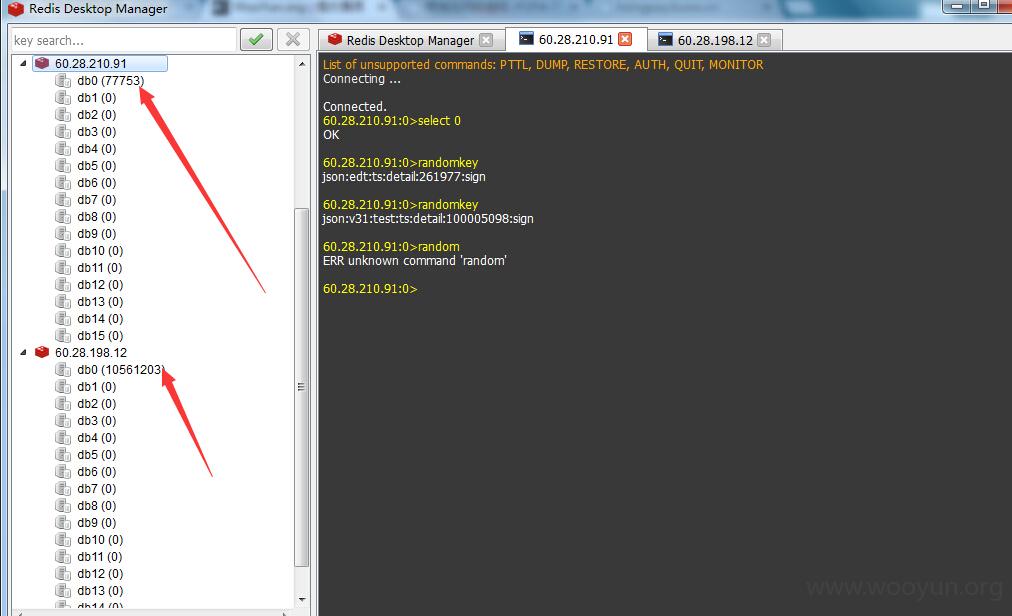 Redis Desktop Manager
key search...
Redis Desktop Manager
60.28.210.91
60.28.198.12
60.28.210.91
db0 (77753)
db1 (0)
db2 (0)
db3 (0)
db4 (0)
db5 (0)
db6 (0)
db7 (0)
db8 (0)
db9 (0)
db10 (0)
db11 (0)
db12 (0)
db13 (0)
db14 (0)
db15 (0)
60.28.198.12
db0 (10561203)
db1 (0)
db2 (0)
db3 (0)
db4 (0)
db5 (0)
db6 (0)
db7 (0)
db8 (0)
db9 (0)
db10 (0)
db11 (0)
db12 (0)
db13 (0)
db14 (0)
List of unsupported commands: PTTL, DUMP, RESTORE, AUTH, QUIT, MONITOR
Connecting ...
Connected.
60.28.210.91:0>select 0
OK
60.28.210.91:0>randomkey
json:edt:ts:detail:261977:sign
60.28.210.91:0>randomkey
json:v31:test:ts:detail:100005098:sign
60.28.210.91:0>random
ERR unknown command 'random'
60.28.210.91:0>
www.wooyun.org